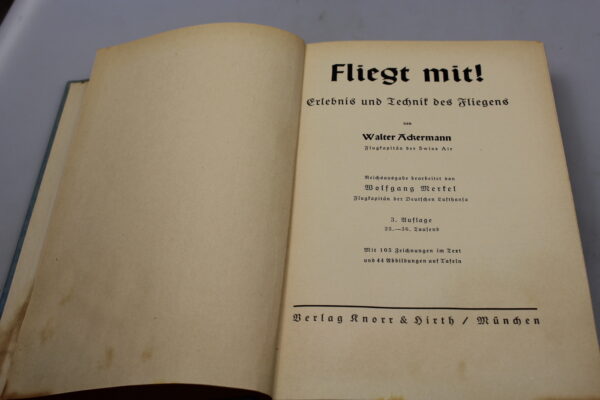 Fliegt mit!
Erlebnis und Technik des Fliegens
von
Walter Ackermann
Flugkapitän der Swiss Air
Reichsausgabe bearbeitet von
Wolfgang Merkel
Flugkapitän der Deutschen Lufthansa
3. Auflage
Tausend
Mit 105 Zeichnungen im Text
und 44 Abbildungen auf Tafeln
Verlag Knorr & Hirth / München